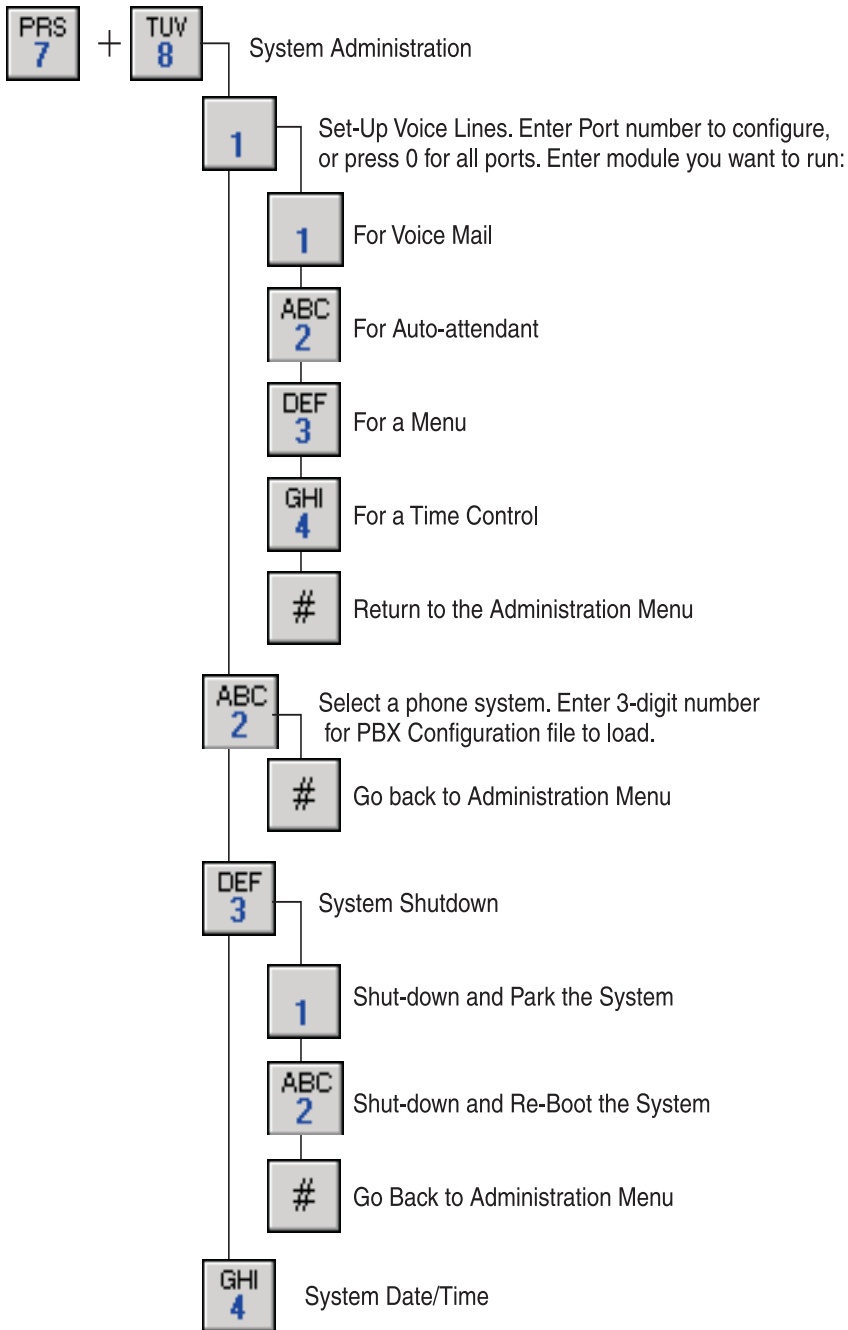 PRS
7
+
TUV
8
System Administration
1
Set-Up Voice Lines. Enter Port number to configure,
or press 0 for all ports. Enter module you want to run:
1
For Voice Mail
ABC
2
For Auto-attendant
DEF
3
For a Menu
GHI
4
For a Time Control
#
Return to the Administration Menu
ABC
2
Select a phone system. Enter 3-digit number
for PBX Configuration file to load.
#
Go back to Administration Menu
DEF
3
System Shutdown
1
Shut-down and Park the System
ABC
2
Shut-down and Re-Boot the System
#
Go Back to Administration Menu
GHI
4
System Date/Time